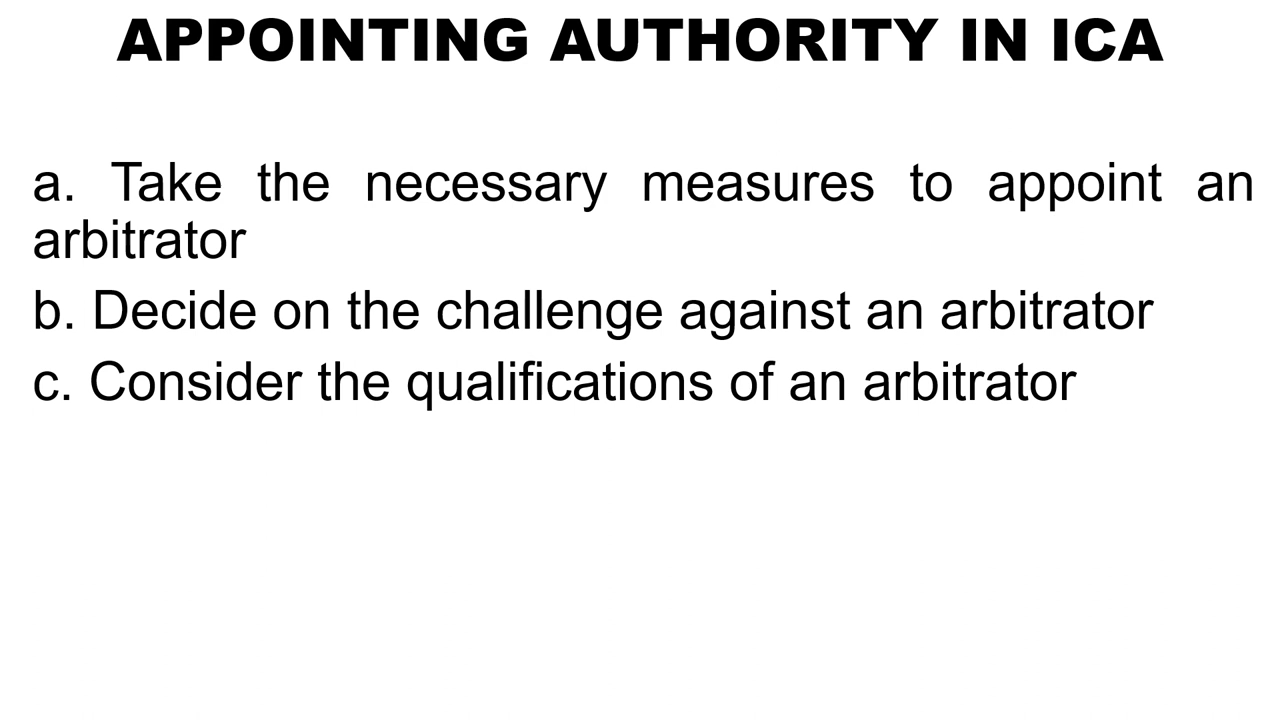 APPOINTING AUTHORITY IN ICA
a. Take the necessary measures to appoint an
arbitrator
b. Decide on the challenge against an arbitrator
c. Consider the qualifications of an arbitrator